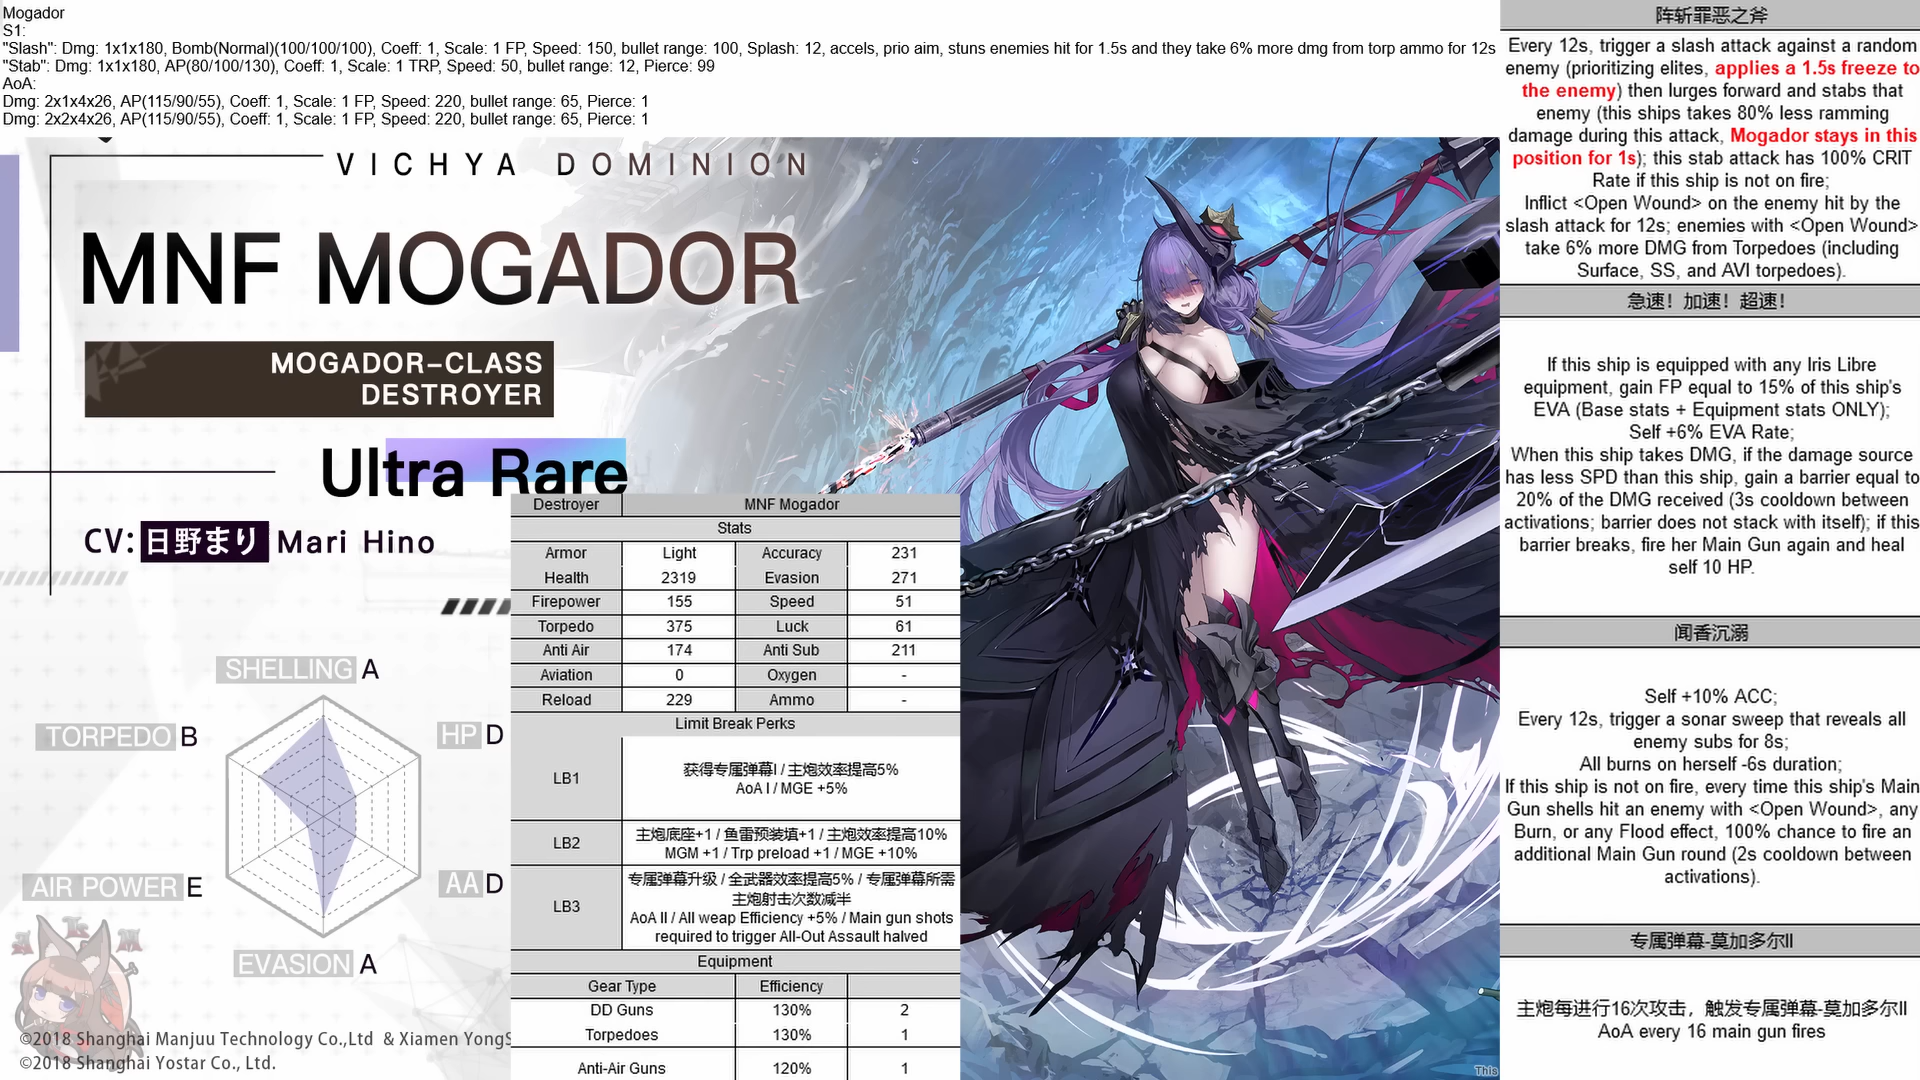 Mogador
S1:
"Slash": Dmg: 1x1x180, Bomb(Normal)(100/100/100), Coeff: 1, Scale: 1 FP, Speed: 150, bullet range: 100, Splash: 12, accels, prio aim, stuns enemies hit for 1.5s and they take 6% more dmg from torp ammo for 12s
"Stab": Dmg: 1x1x180, AP(80/100/130), Coeff: 1, Scale: 1 TRP, Speed: 50, bullet range: 12, Pierce: 99
AoA:
Dmg: 2x1x4x26, AP(115/90/55), Coeff: 1, Scale: 1 FP, Speed: 220, bullet range: 65, Pierce: 1
Dmg: 2x2x4x26, AP(115/90/55), Coeff: 1, Scale: 1 FP, Speed: 220, bullet range: 65, Pierce: 1
VICHYA DOMINION
MNF MOGADOR
MOGADOR-CLASS
DESTROYER
Ultra Rare
CV: 日野まり Mari Hino
SHELLING A
TORPEDO B
HP D
AIR POWER E
AA D
EVASION A
©2018 Shanghai Manjuu Technology Co.,Ltd & Xiamen YongS
©2018 Shanghai Yostar Co., Ltd.
Destroyer MNF Mogador
Stats
Armor Light Accuracy 231
Health 2319 Evasion 271
Firepower 155 Speed 51
Torpedo 375 Luck 61
Anti Air 174 Anti Sub 211
Aviation 0 Oxygen -
Reload 229 Ammo -
Limit Break Perks
LB1
获得专属弹幕I / 主炮效率提高5%
AoA I / MGE +5%
LB2
主炮底座+1 / 鱼雷预装填+1 / 主炮效率提高10%
MGM +1 / Trp preload +1 / MGE +10%
LB3
专属弹幕升级 / 全武器效率提高5% / 专属弹幕所需
主炮射击次数减半
AoA II / All weap Efficiency +5% / Main gun shots
required to trigger All-Out Assault halved
Equipment
Gear Type Efficiency
DD Guns 130% 2
Torpedoes 130% 1
Anti-Air Guns 120% 1
This
阵斩罪恶之斧
Every 12s, trigger a slash attack against a random
enemy (prioritizing elites, applies a 1.5s freeze to
the enemy) then lurges forward and stabs that
enemy (this ships takes 80% less ramming
damage during this attack, Mogador stays in this
position for 1s); this stab attack has 100% CRIT
Rate if this ship is not on fire;
Inflict <Open Wound> on the enemy hit by the
slash attack for 12s; enemies with <Open Wound>
take 6% more DMG from Torpedoes (including
Surface, SS, and AVI torpedoes).
急速！加速！超速！
If this ship is equipped with any Iris Libre
equipment, gain FP equal to 15% of this ship's
EVA (Base stats + Equipment stats ONLY);
Self +6% EVA Rate;
When this ship takes DMG, if the damage source
has less SPD than this ship, gain a barrier equal to
20% of the DMG received (3s cooldown between
activations; barrier does not stack with itself); if this
barrier breaks, fire her Main Gun again and heal
self 10 HP.
闻香沉溺
Self +10% ACC;
Every 12s, trigger a sonar sweep that reveals all
enemy subs for 8s;
All burns on herself -6s duration;
If this ship is not on fire, every time this ship's Main
Gun shells hit an enemy with <Open Wound>, any
Burn, or any Flood effect, 100% chance to fire an
additional Main Gun round (2s cooldown between
activations).
专属弹幕-莫加多尔II
主炮每进行16次攻击，触发专属弹幕-莫加多尔II
AoA every 16 main gun fires